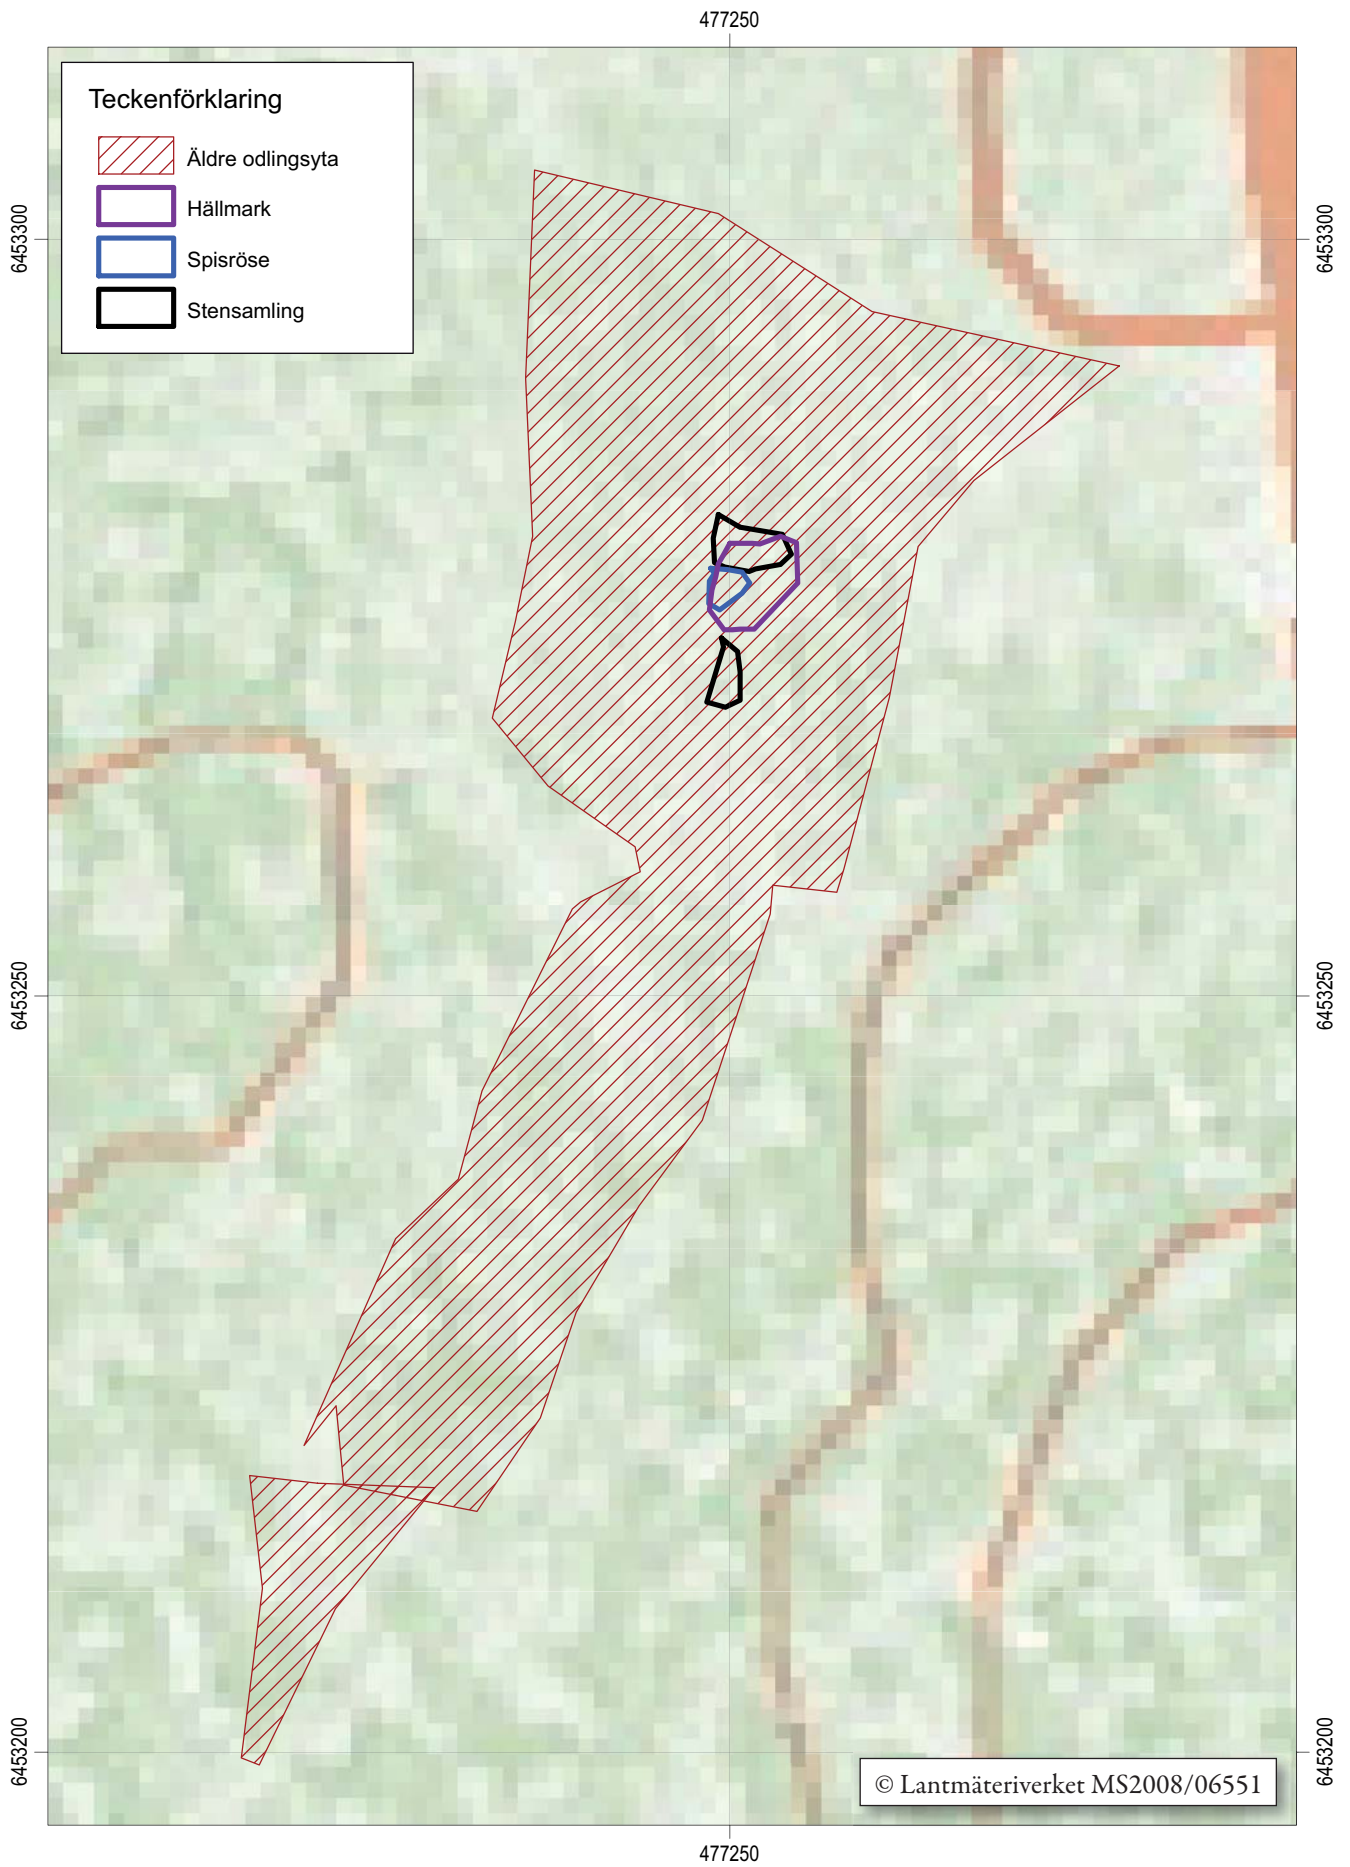 477250
Teckenförklaring
Äldre odlingsyta
Hällmark
Spisröse
Stensamling
6453300
6453300
6453250
6453250
6453200
6453200
© Lantmäteriverket MS2008/06551
477250